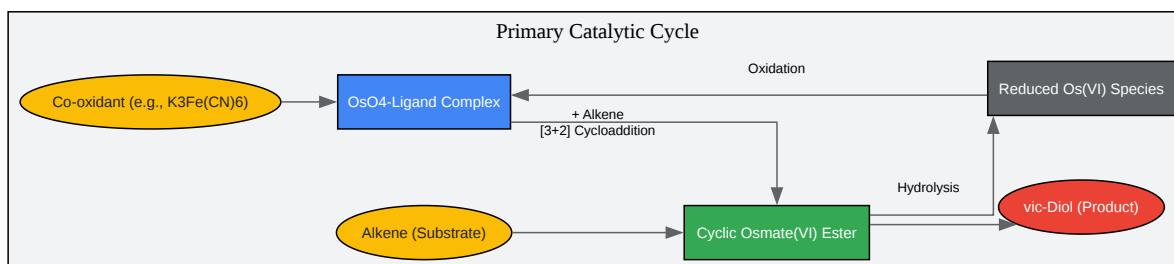 Primary Catalytic Cycle
Oxidation
Reduced Os(VI) Species
Co-oxidant (e.g., K3Fe(CN)6)
OsO4-Ligand Complex
+ Alkene
[3+2] Cycloaddition
Hydrolysis
vic-Diol (Product)
Alkene (Substrate)
Cyclic Osmate(VI) Ester